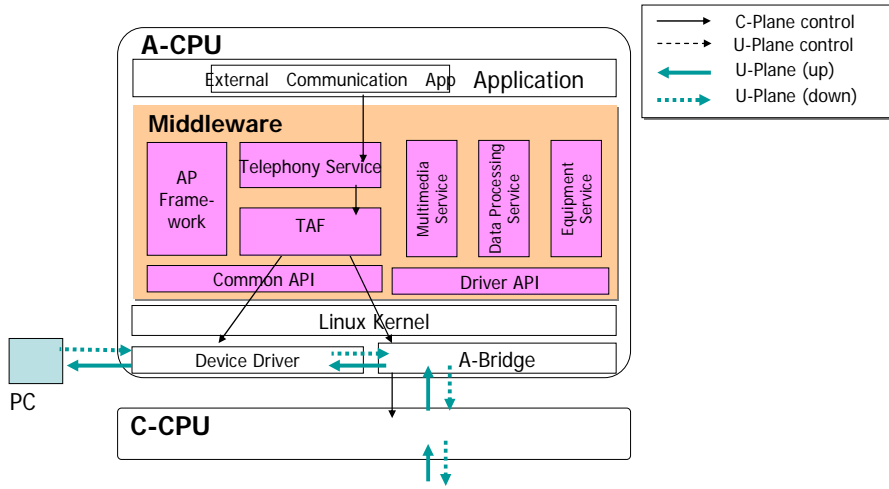 C-Plane control
U-Plane control
U-Plane (up)
U-Plane (down)
A-CPU
External Communication App
Application
Middleware
AP
Frame-
work
Telephony Service
TAF
Multimedia
Service
Data Processing
Service
Equipment
Service
Common API
Driver API
Linux Kernel
Device Driver
A-Bridge
PC
C-CPU